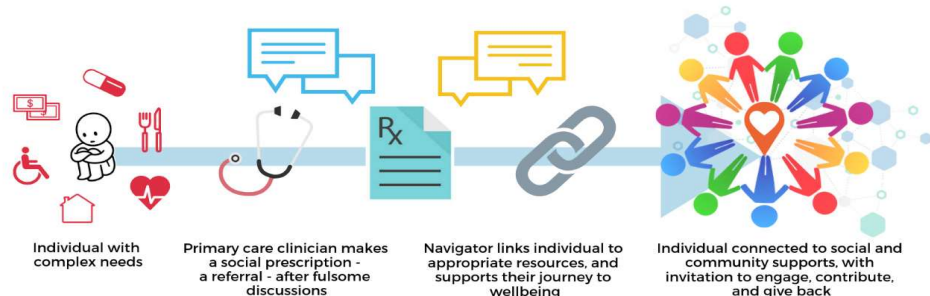 $
$
Rx
Individual with
complex needs
Primary care clinician makes
a social prescription -
a referral - after fulsome
discussions
Navigator links individual to
appropriate resources, and
supports their journey to
wellbeing
Individual connected to social and
community supports, with
invitation to engage, contribute,
and give back